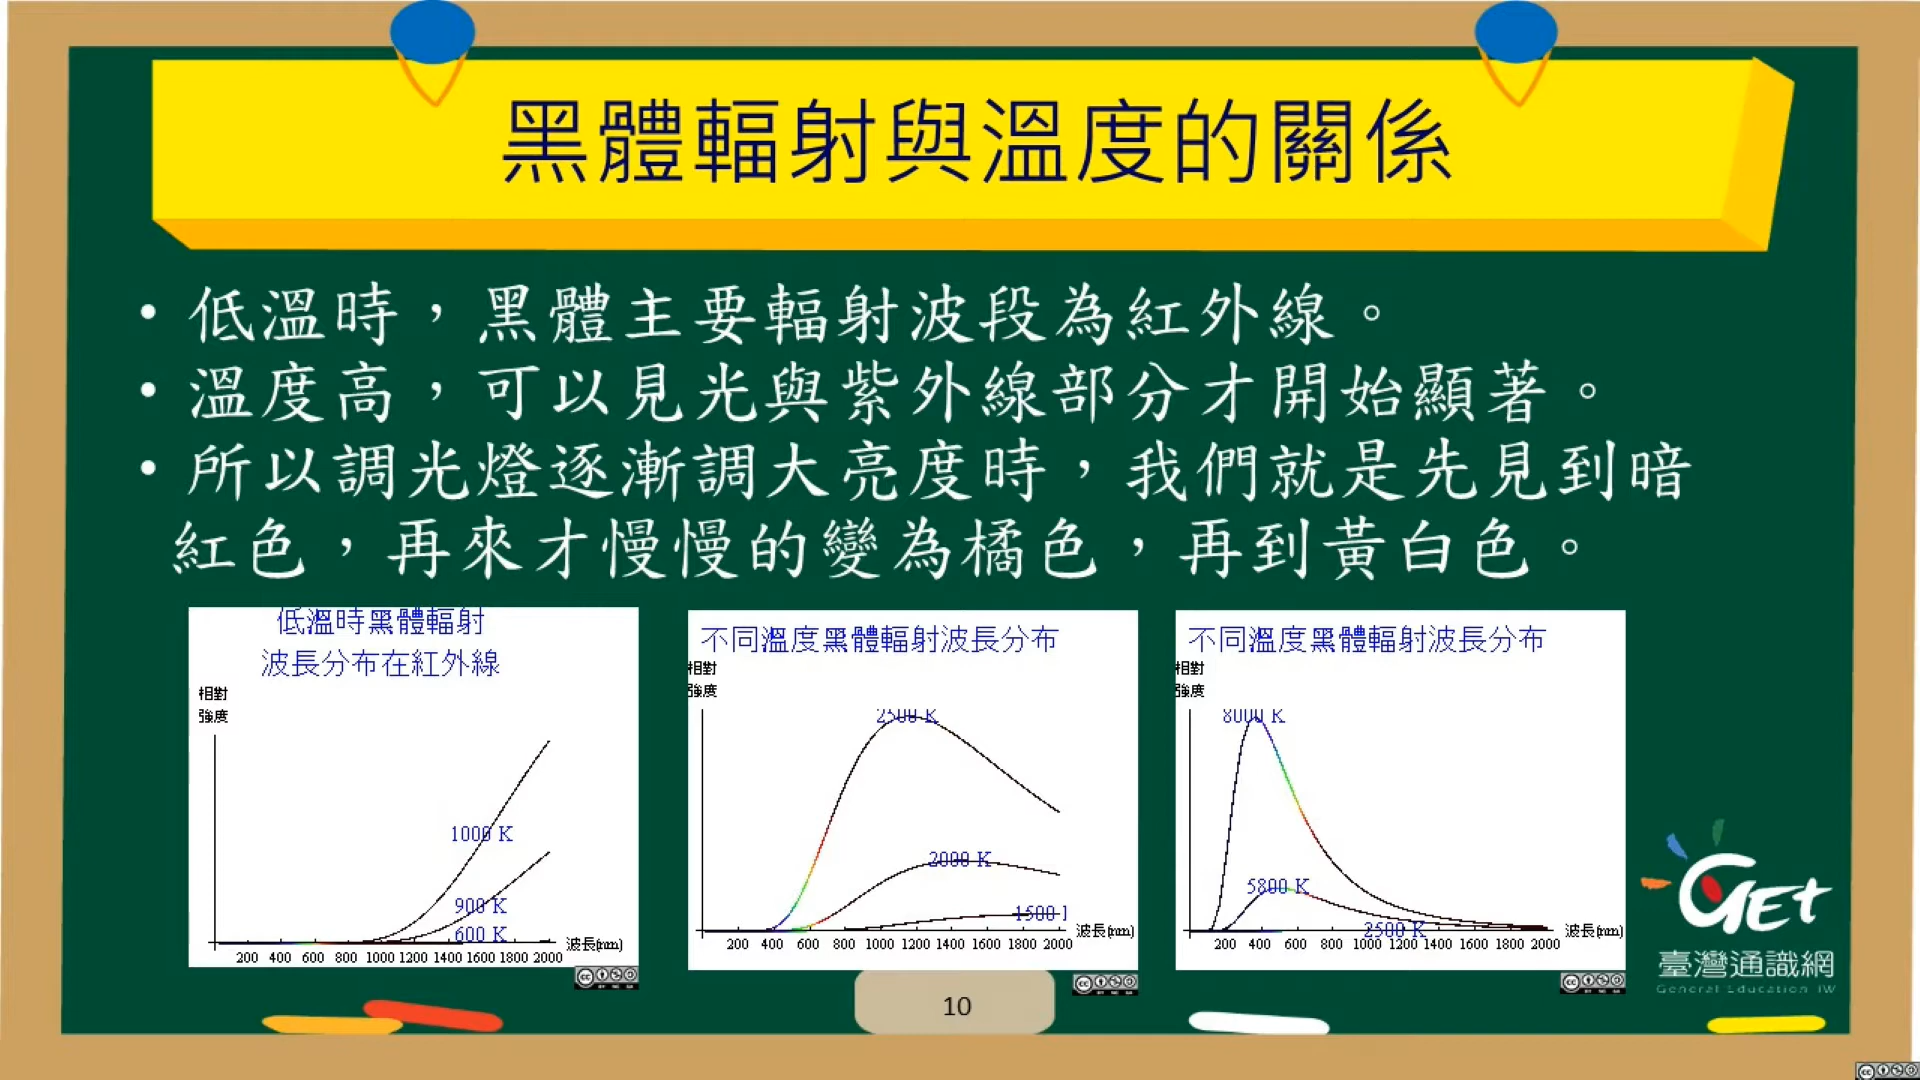 黑體輻射與溫度的關係
• 低溫時，黑體主要輻射波段為紅外線。
• 溫度高，可以見光與紫外線部分才開始顯著。
• 所以調光燈逐漸調大亮度時，我們就是先見到暗
紅色，再來才慢慢的變為橘色，再到黃白色。
低溫時黑體輻射
波長分布在紅外線
相對
強度
1000 K
900 K
600 K
200 400 600 800 1000 1200 1400 1600 1800 2000
波長(nm)
不同溫度黑體輻射波長分布
相對
強度
2500 K
2000 K
1500
200 400 600 800 1000 1200 1400 1600 1800 2000
波長(nm)
不同溫度黑體輻射波長分布
相對
強度
8000 K
5800 K
2500 K
200 400 600 800 1000 1200 1400 1600 1800 2000
波長(nm)
GEt
臺灣通識網
General Education TW
10